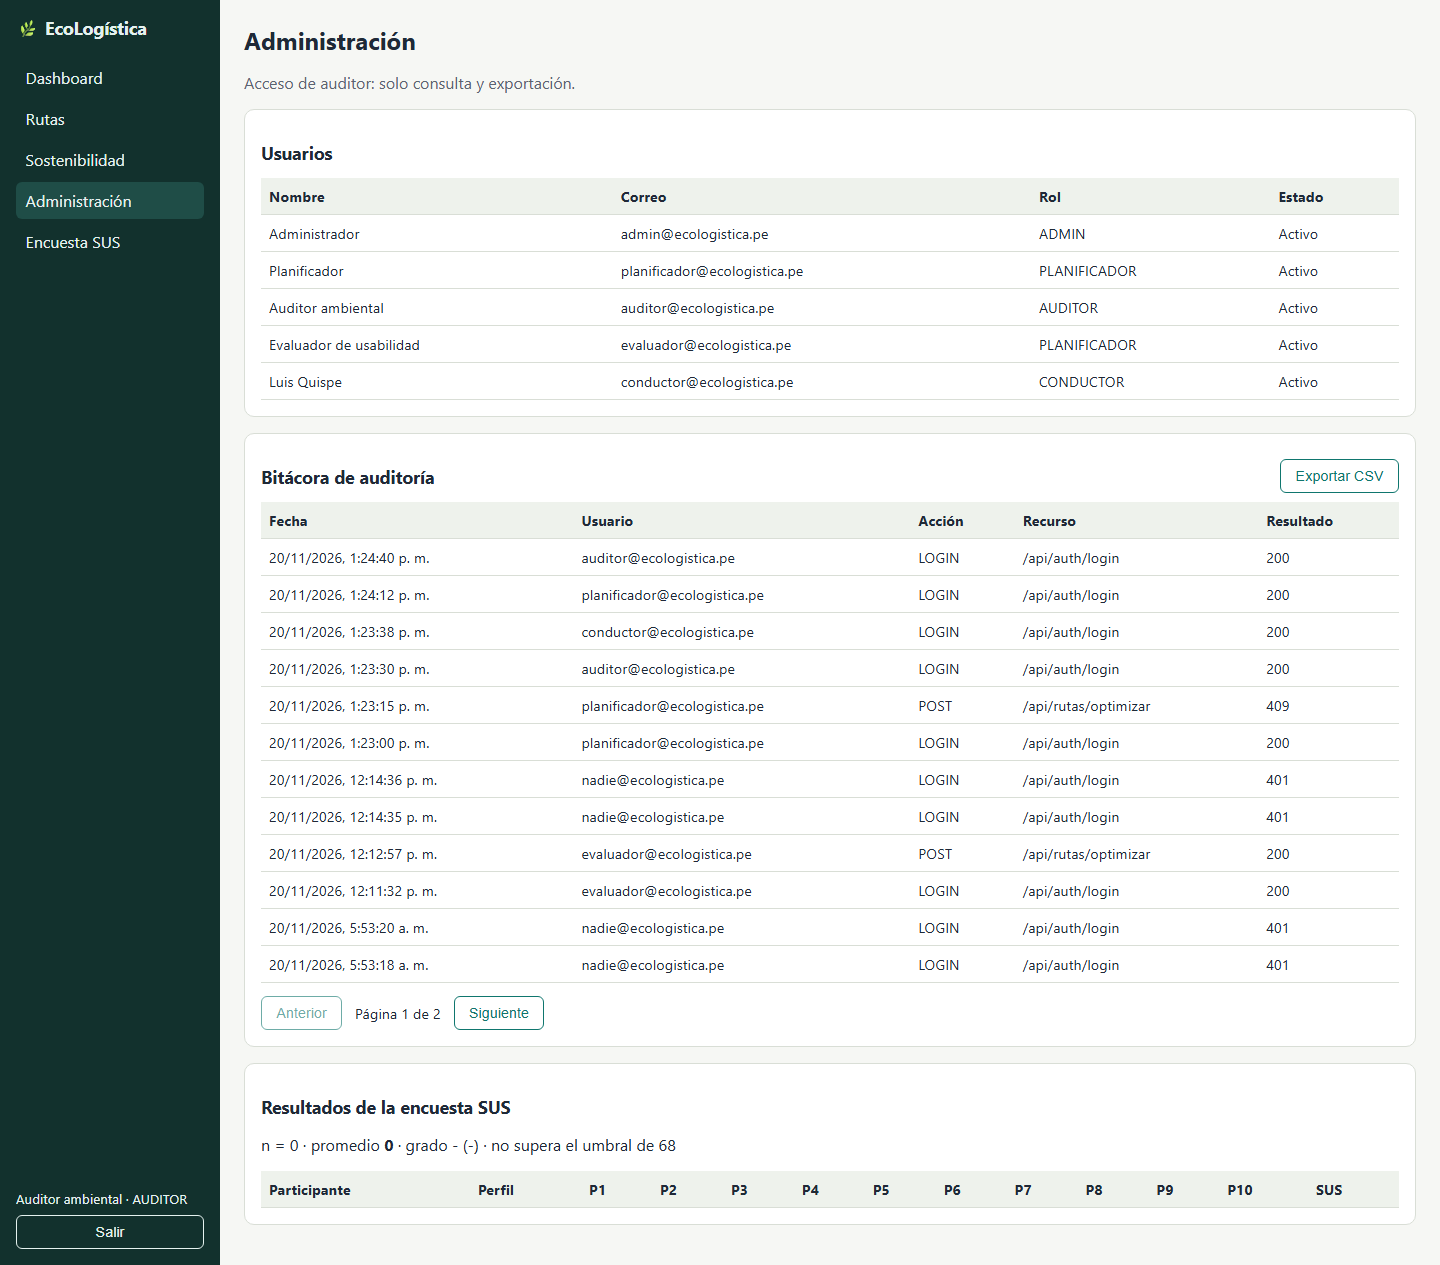 EcoLogística
Dashboard
Rutas
Sostenibilidad
Administración
Encuesta SUS
Auditor ambiental · AUDITOR
Salir
Administración
Acceso de auditor: solo consulta y exportación.
Usuarios
Nombre Correo Rol Estado
Administrador admin@ecologistica.pe ADMIN Activo
Planificador planificador@ecologistica.pe PLANIFICADOR Activo
Auditor ambiental auditor@ecologistica.pe AUDITOR Activo
Evaluador de usabilidad evaluador@ecologistica.pe PLANIFICADOR Activo
Luis Quispe conductor@ecologistica.pe CONDUCTOR Activo
Bitácora de auditoría Exportar CSV
Fecha Usuario Acción Recurso Resultado
20/11/2026, 1:24:40 p. m. auditor@ecologistica.pe LOGIN /api/auth/login 200
20/11/2026, 1:24:12 p. m. planificador@ecologistica.pe LOGIN /api/auth/login 200
20/11/2026, 1:23:38 p. m. conductor@ecologistica.pe LOGIN /api/auth/login 200
20/11/2026, 1:23:30 p. m. auditor@ecologistica.pe LOGIN /api/auth/login 200
20/11/2026, 1:23:15 p. m. planificador@ecologistica.pe POST /api/rutas/optimizar 409
20/11/2026, 1:23:00 p. m. planificador@ecologistica.pe LOGIN /api/auth/login 200
20/11/2026, 12:14:36 p. m. nadie@ecologistica.pe LOGIN /api/auth/login 401
20/11/2026, 12:14:35 p. m. nadie@ecologistica.pe LOGIN /api/auth/login 401
20/11/2026, 12:12:57 p. m. evaluador@ecologistica.pe POST /api/rutas/optimizar 200
20/11/2026, 12:11:32 p. m. evaluador@ecologistica.pe LOGIN /api/auth/login 200
20/11/2026, 5:53:20 a. m. nadie@ecologistica.pe LOGIN /api/auth/login 401
20/11/2026, 5:53:18 a. m. nadie@ecologistica.pe LOGIN /api/auth/login 401
Anterior Página 1 de 2 Siguiente
Resultados de la encuesta SUS
n = 0 · promedio 0 · grado - (-) · no supera el umbral de 68
Participante Perfil P1 P2 P3 P4 P5 P6 P7 P8 P9 P10 SUS